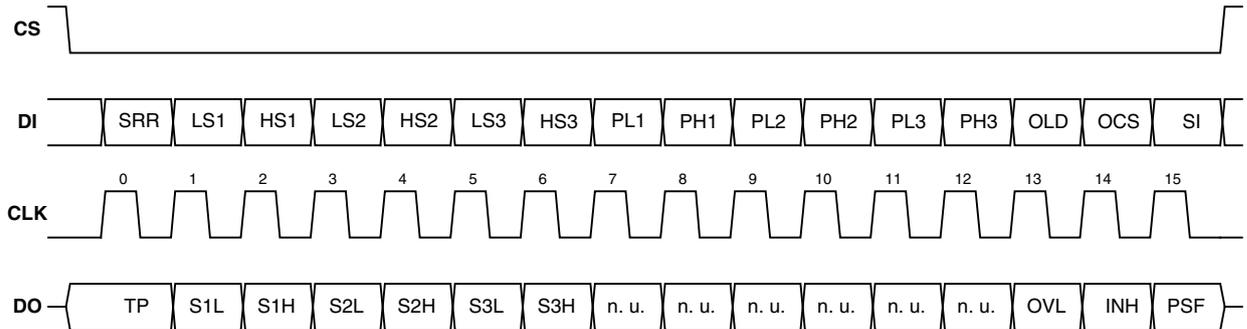 CS
DI SRR LS1 HS1 LS2 HS2 LS3 HS3 PL1 PH1 PL2 PH2 PL3 PH3 OLD OCS SI
0 1 2 3 4 5 6 7 8 9 10 11 12 13 14 15
CLK
DO TP S1L S1H S2L S2H S3L S3H n. u. n. u. n. u. n. u. n. u. n. u. OVL INH PSF